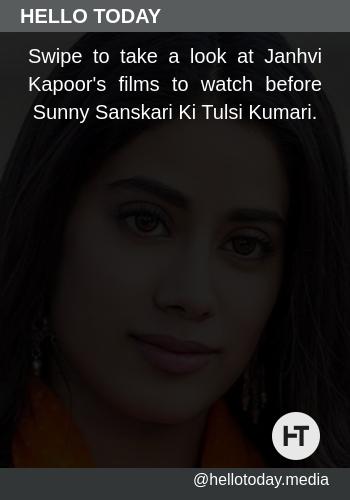 HELLO TODAY
Swipe to take a look at Janhvi
Kapoor's films to watch before
Sunny Sanskari Ki Tulsi Kumari.
HT
@hellotoday.media